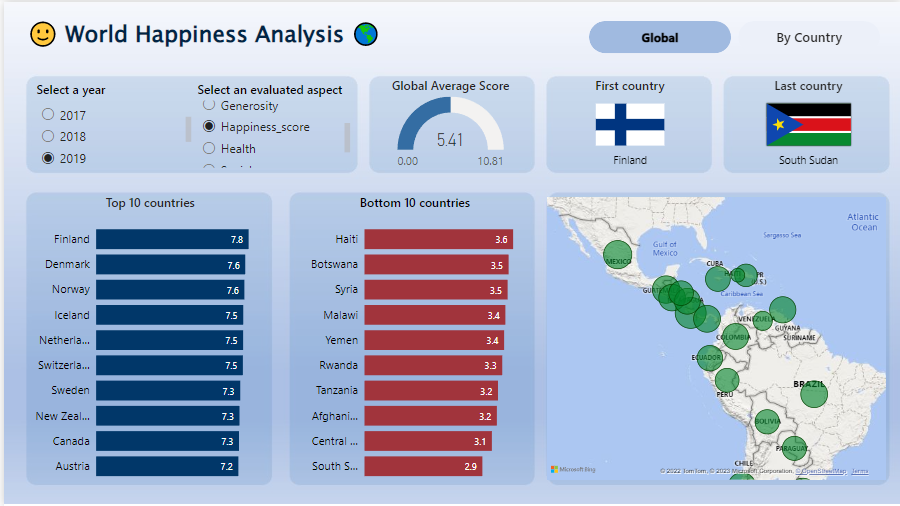 World Happiness Analysis
Global
By Country
Select a year
2017
2018
2019
Select an evaluated aspect
Generosity
Happiness_score
Health
Global Average Score
5.41
0.00
10.81
First country
Finland
Last country
South Sudan
Top 10 countries
Finland 7.8
Denmark 7.6
Norway 7.6
Iceland 7.5
Netherla... 7.5
Switzerla... 7.5
Sweden 7.3
New Zeal... 7.3
Canada 7.3
Austria 7.2
Bottom 10 countries
Haiti 3.6
Botswana 3.5
Syria 3.5
Malawi 3.4
Yemen 3.4
Rwanda 3.3
Tanzania 3.2
Afghani... 3.2
Central ... 3.1
South S... 2.9
Atlantic
Ocean
Gulf of
Mexico
Sargasso Sea
MEXICO
CUBA
PR
(U.S.)
Caribbean Sea
VENEZUELA
GUYANA
SURINAME
COLOMBIA
ECUADOR
PERU
BRAZIL
BOLIVIA
PARAGUAY
CHILE
Microsoft Bing
© 2022 TomTom, © 2023 Microsoft Corporation, © OpenStreetMap Terms